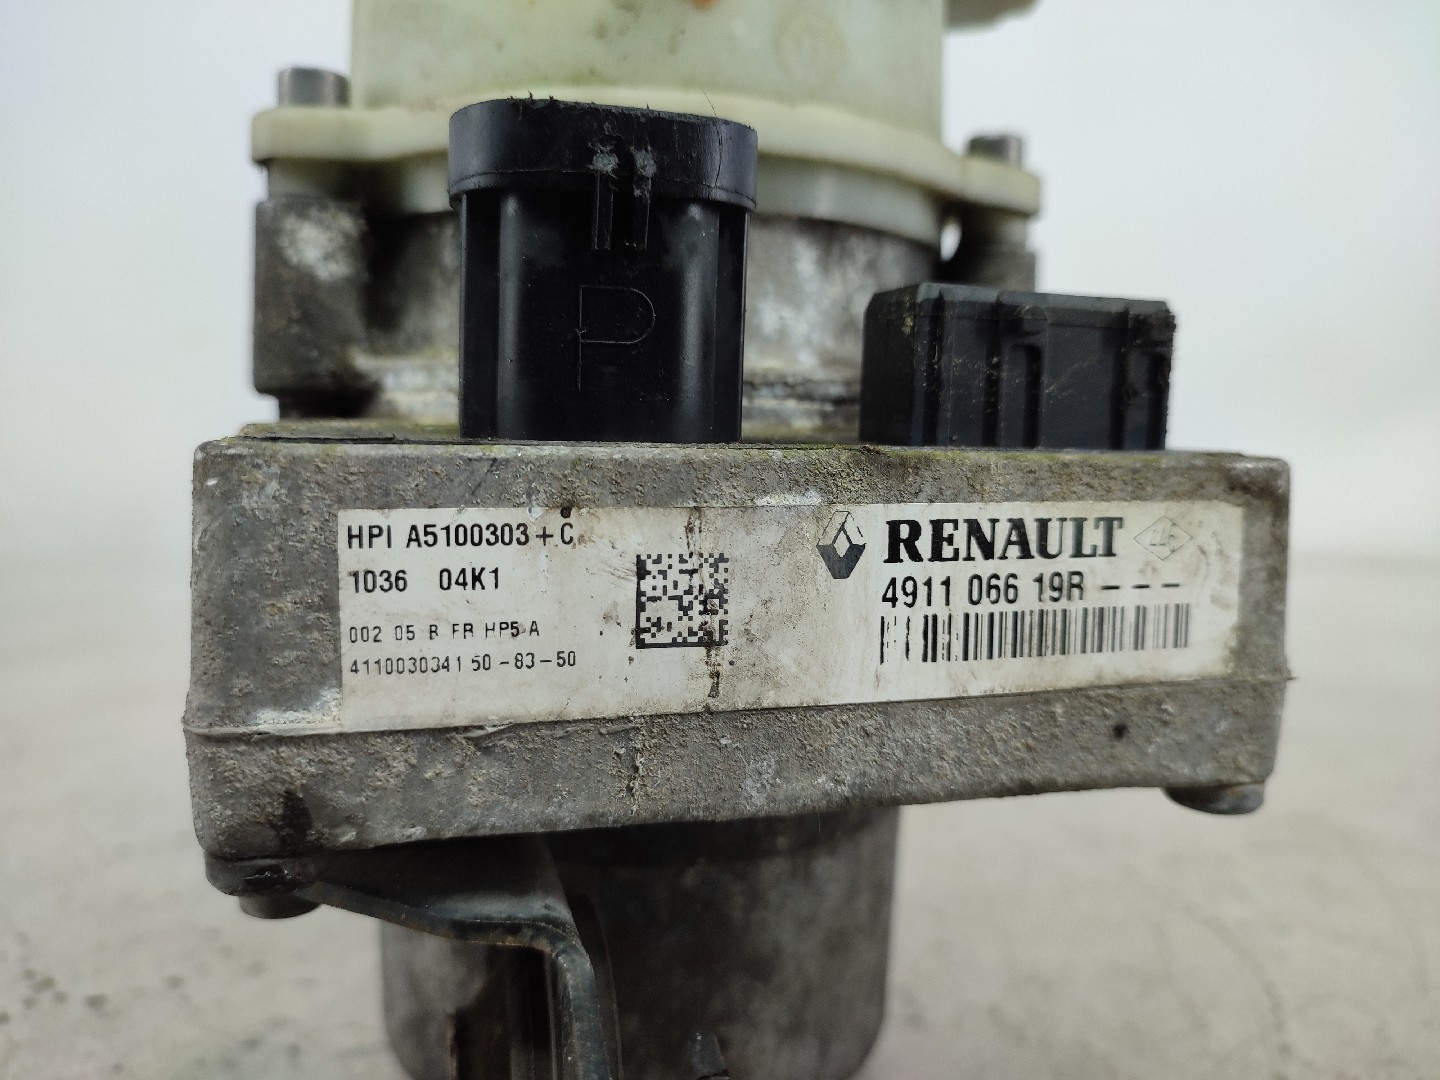 P
HPI A5100303+C
1036 04K1
002 05 B FR HP5-A
4110030341 50-83-50
RENAULT
4911 066 19R ---